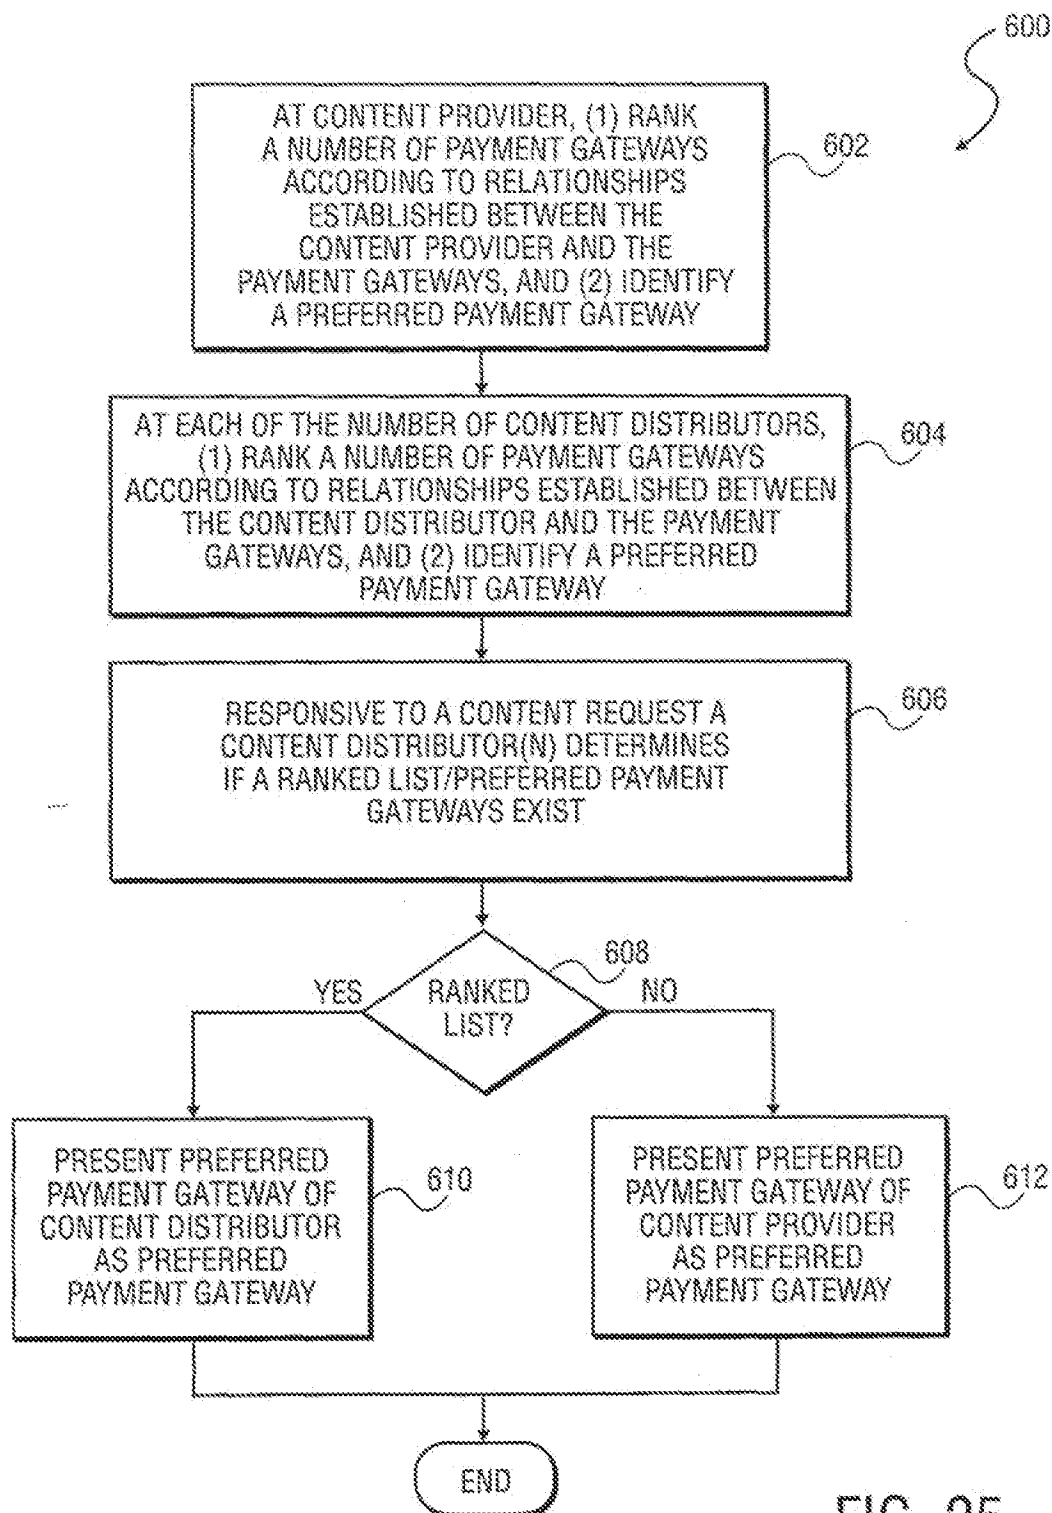 600
AT CONTENT PROVIDER, (1) RANK
A NUMBER OF PAYMENT GATEWAYS
ACCORDING TO RELATIONSHIPS
ESTABLISHED BETWEEN THE
CONTENT PROVIDER AND THE
PAYMENT GATEWAYS, AND (2) IDENTIFY
A PREFERRED PAYMENT GATEWAY
602
AT EACH OF THE NUMBER OF CONTENT DISTRIBUTORS,
(1) RANK A NUMBER OF PAYMENT GATEWAYS
ACCORDING TO RELATIONSHIPS ESTABLISHED BETWEEN
THE CONTENT DISTRIBUTOR AND THE PAYMENT
GATEWAYS, AND (2) IDENTIFY A PREFERRED
PAYMENT GATEWAY
604
RESPONSIVE TO A CONTENT REQUEST A
CONTENT DISTRIBUTOR(N) DETERMINES
IF A RANKED LIST/PREFERRED PAYMENT
GATEWAYS EXIST
606
608
YES
RANKED
LIST?
NO
PRESENT PREFERRED
PAYMENT GATEWAY OF
CONTENT DISTRIBUTOR
AS PREFERRED
PAYMENT GATEWAY
610
PRESENT PREFERRED
PAYMENT GATEWAY OF
CONTENT PROVIDER
AS PREFERRED
PAYMENT GATEWAY
612
END
FIG. 25